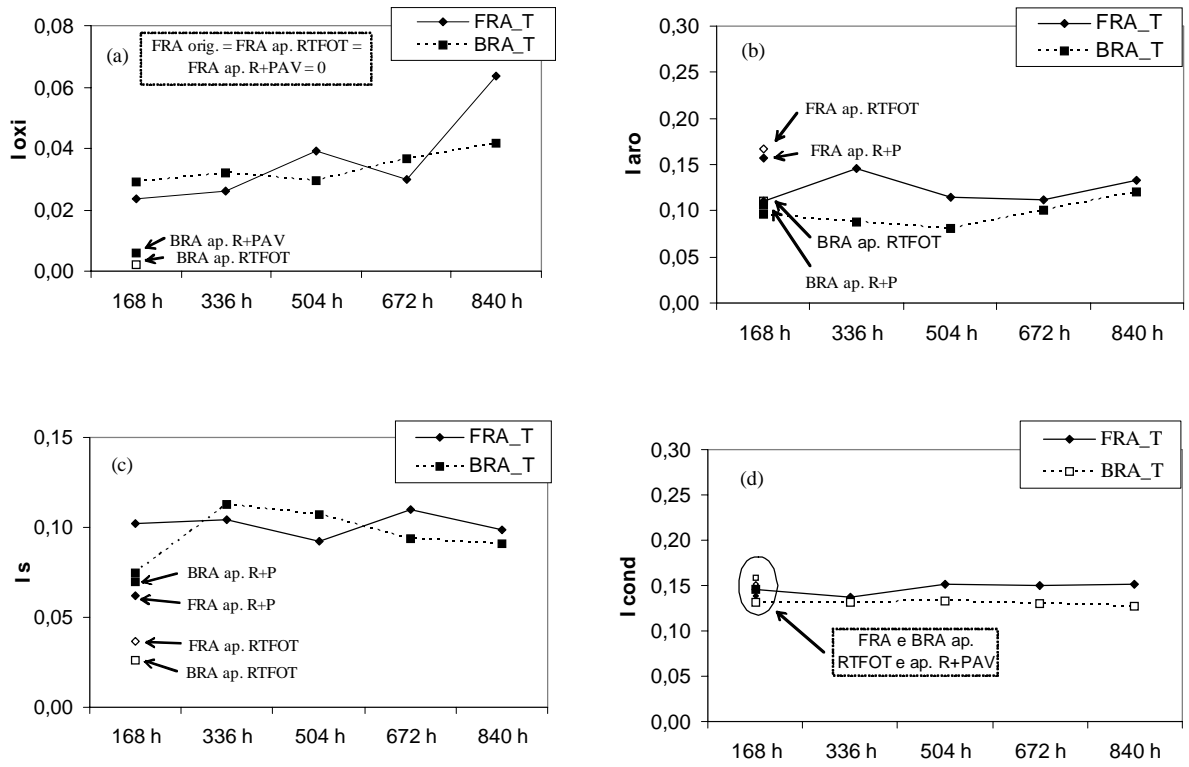 (a)
FRA orig. = FRA ap. RTFOT =
FRA ap. R+PAV = 0
FRA_T
BRA_T
I oxi
0,08
0,06
0,04
0,02
0,00
BRA ap. R+PAV
BRA ap. RTFOT
168 h 336 h 504 h 672 h 840 h
(b)
FRA_T
BRA_T
I aro
0,30
0,25
0,20
0,15
0,10
0,05
0,00
FRA ap. RTFOT
FRA ap. R+P
BRA ap. RTFOT
BRA ap. R+P
168 h 336 h 504 h 672 h 840 h
(c)
FRA_T
BRA_T
I s
0,15
0,10
0,05
0,00
BRA ap. R+P
FRA ap. R+P
FRA ap. RTFOT
BRA ap. RTFOT
168 h 336 h 504 h 672 h 840 h
(d)
FRA_T
BRA_T
I cond
0,30
0,25
0,20
0,15
0,10
0,05
0,00
FRA e BRA ap.
RTFOT e ap. R+PAV
168 h 336 h 504 h 672 h 840 h